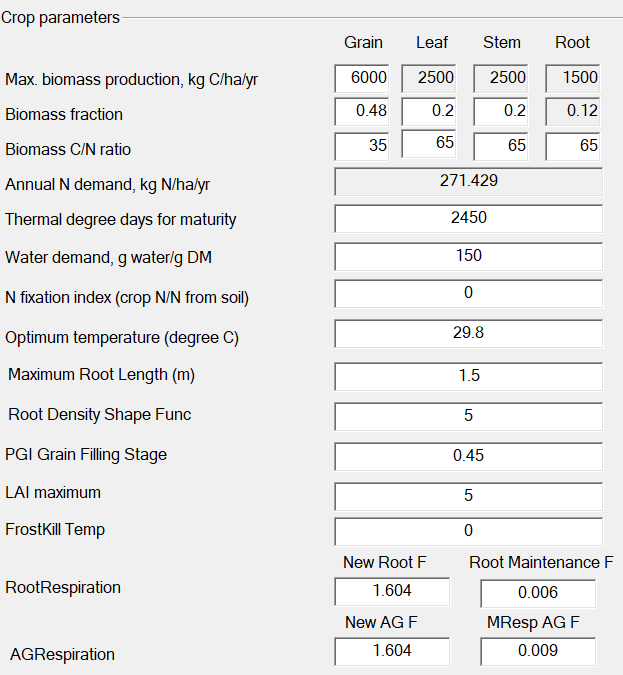 Crop parameters
Grain Leaf Stem Root
Max. biomass production, kg C/ha/yr 6000 2500 2500 1500
Biomass fraction 0.48 0.2 0.2 0.12
Biomass C/N ratio 35 65 65 65
Annual N demand, kg N/ha/yr 271.429
Thermal degree days for maturity 2450
Water demand, g water/g DM 150
N fixation index (crop N/N from soil) 0
Optimum temperature (degree C) 29.8
Maximum Root Length (m) 1.5
Root Density Shape Func 5
PGI Grain Filling Stage 0.45
LAI maximum 5
FrostKill Temp 0
New Root F Root Maintenance F
RootRespiration 1.604 0.006
New AG F MResp AG F
AGRespiration 1.604 0.009